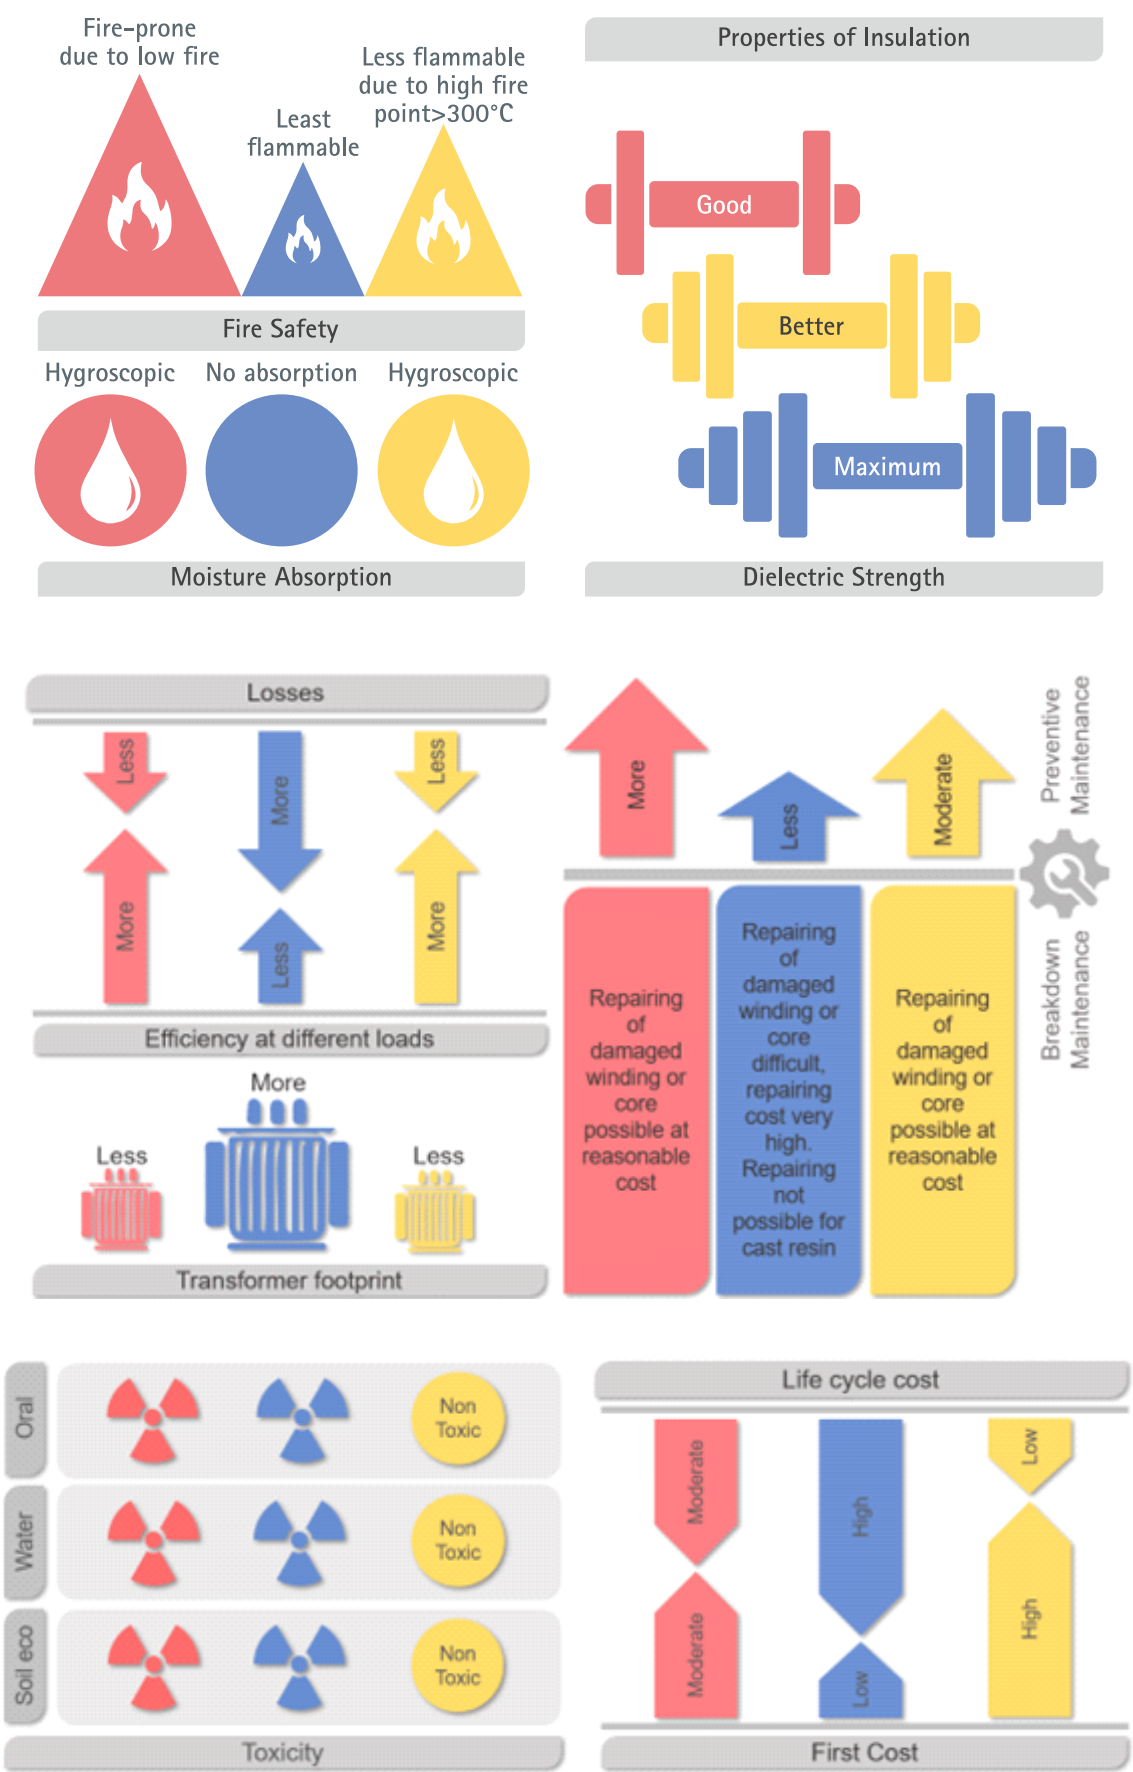 Fire-prone
due to low fire
Least
flammable
Less flammable
due to high fire
point>300°C
Fire Safety
Hygroscopic
No absorption
Hygroscopic
Moisture Absorption
Properties of Insulation
Good
Better
Maximum
Dielectric Strength
Losses
Less
More
Less
More
Less
More
Efficiency at different loads
Less
More
Less
Transformer footprint
More
Less
Moderate
Preventive
Maintenance
Repairing
of
damaged
winding or
core
possible at
reasonable
cost
Repairing
of
damaged
winding or
core
difficult,
repairing
cost very
high.
Repairing
not
possible for
cast resin
Repairing
of
damaged
winding or
core
possible at
reasonable
cost
Breakdown
Maintenance
Oral
Non
Toxic
Water
Non
Toxic
Soil eco
Non
Toxic
Toxicity
Life cycle cost
Moderate
High
Low
Moderate
Low
High
First Cost